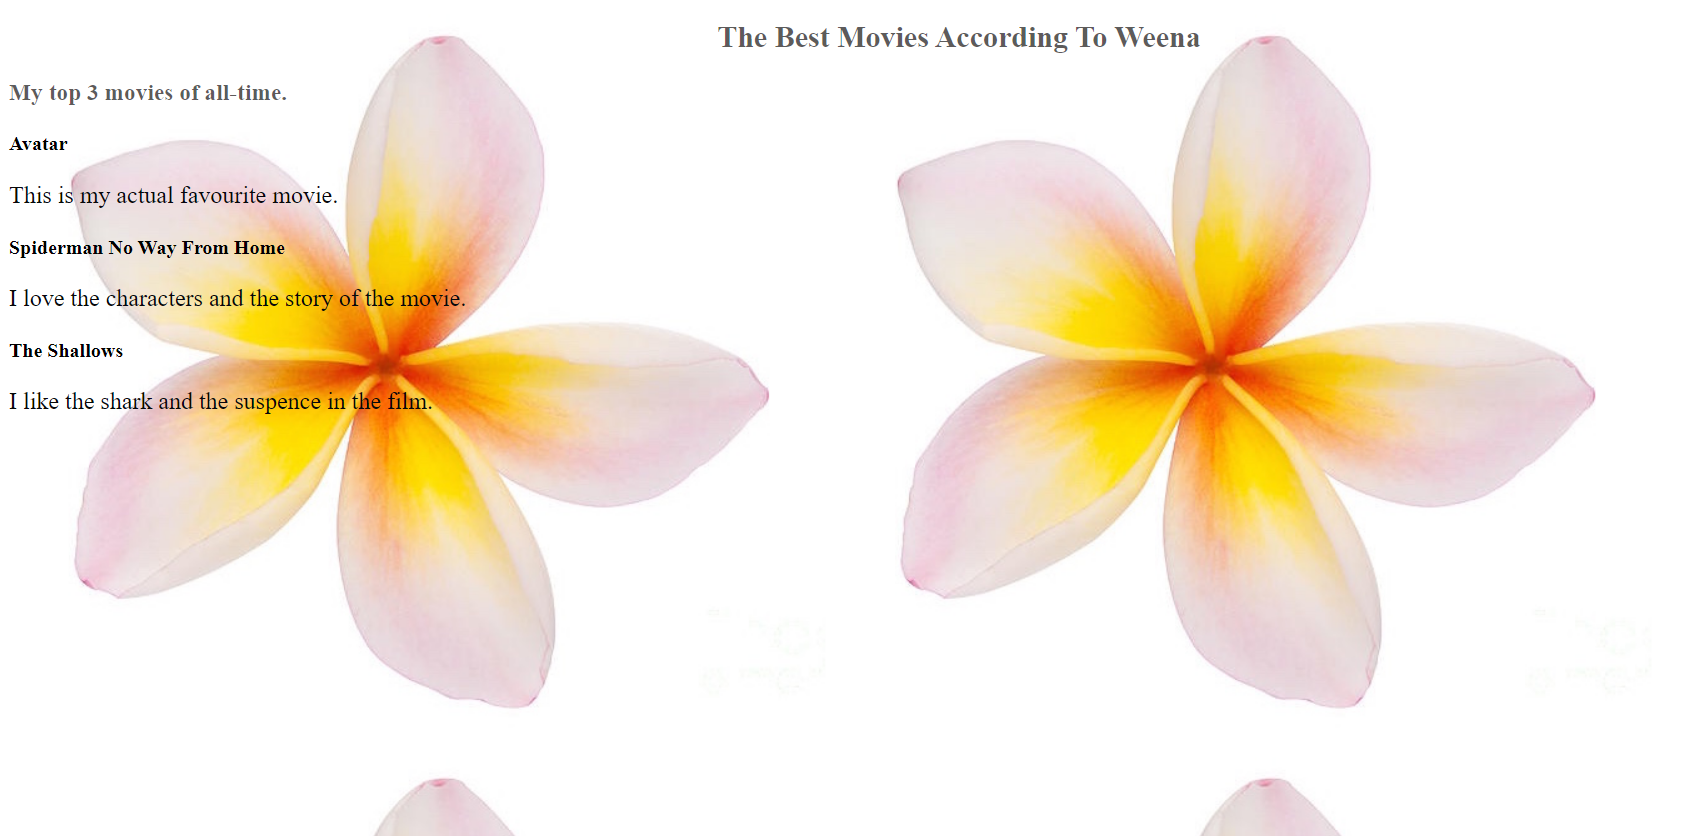 The Best Movies According To Weena
My top 3 movies of all-time.
Avatar
This is my actual favourite movie.
Spiderman No Way From Home
I love the characters and the story of the movie.
The Shallows
I like the shark and the suspence in the film.